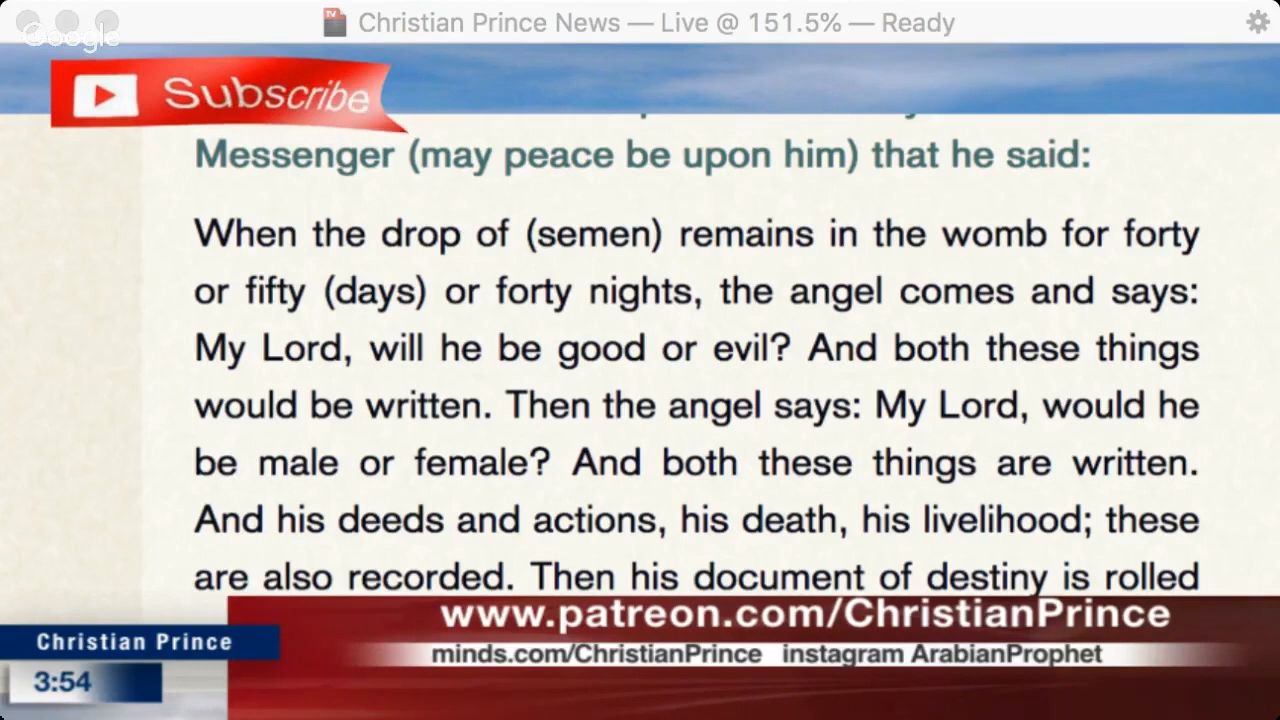 Christian Prince News — Live @ 151.5% — Ready
Google
Subscribe
Messenger (may peace be upon him) that he said:
When the drop of (semen) remains in the womb for forty
or fifty (days) or forty nights, the angel comes and says:
My Lord, will he be good or evil? And both these things
would be written. Then the angel says: My Lord, would he
be male or female? And both these things are written.
And his deeds and actions, his death, his livelihood; these
are also recorded. Then his document of destiny is rolled
www.patreon.com/ChristianPrince
Christian Prince
minds.com/ChristianPrince instagram ArabianProphet
3:54